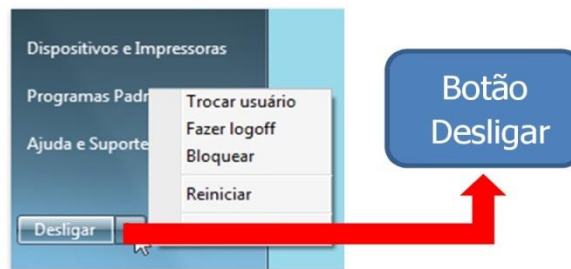 Dispositivos e Impressoras
Programas Padr
Ajuda e Suporte
Trocar usuário
Fazer logoff
Bloquear
Reiniciar
Desligar
Botão
Desligar